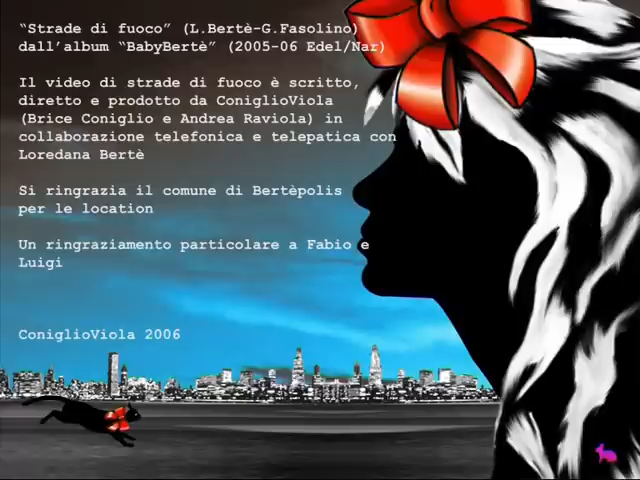 “Strade di fuoco” (L.Bertè-G.Fasolino)
dall’album “BabyBertè” (2005-06 Edel/Nar)
Il video di strade di fuoco è scritto,
diretto e prodotto da ConiglioViola
(Brice Coniglio e Andrea Raviola) in
collaborazione telefonica e telepatica con
Loredana Bertè
Si ringrazia il comune di Bertèpolis
per le location
Un ringraziamento particolare a Fabio e
Luigi
ConiglioViola 2006